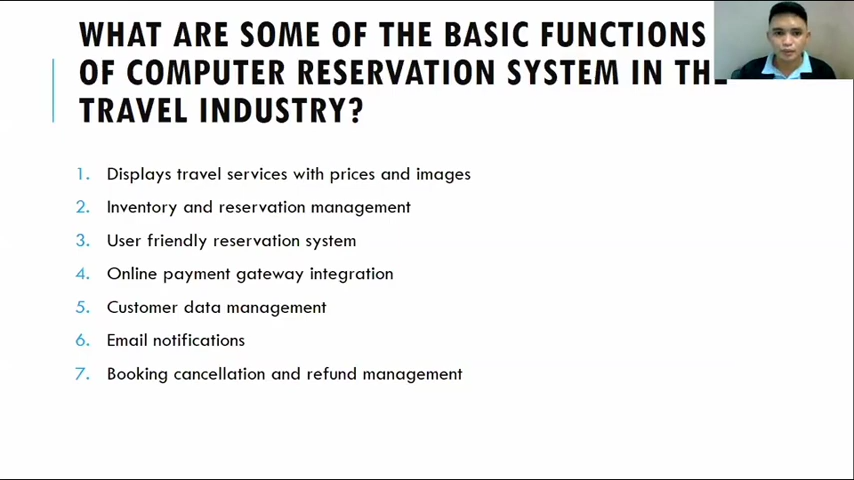 WHAT ARE SOME OF THE BASIC FUNCTIONS
OF COMPUTER RESERVATION SYSTEM IN THE
TRAVEL INDUSTRY?
1. Displays travel services with prices and images
2. Inventory and reservation management
3. User friendly reservation system
4. Online payment gateway integration
5. Customer data management
6. Email notifications
7. Booking cancellation and refund management